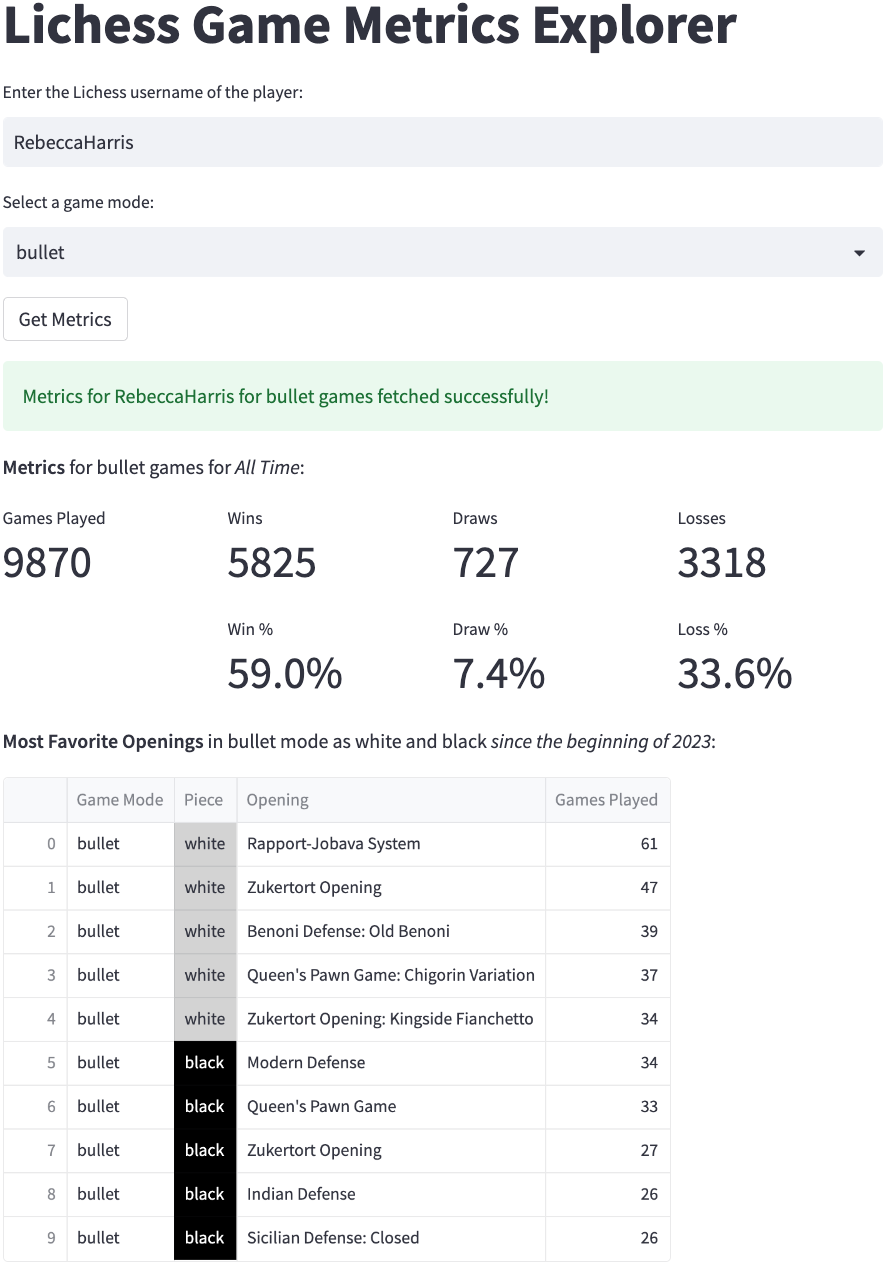 Lichess Game Metrics Explorer
Enter the Lichess username of the player:
RebeccaHarris
Select a game mode:
bullet
Get Metrics
Metrics for RebeccaHarris for bullet games fetched successfully!
Metrics for bullet games for All Time:
Games Played Wins Draws Losses
9870 5825 727 3318
Win % Draw % Loss %
59.0% 7.4% 33.6%
Most Favorite Openings in bullet mode as white and black since the beginning of 2023:
Game Mode Piece Opening Games Played
0 bullet white Rapport-Jobava System 61
1 bullet white Zukertort Opening 47
2 bullet white Benoni Defense: Old Benoni 39
3 bullet white Queen's Pawn Game: Chigorin Variation 37
4 bullet white Zukertort Opening: Kingside Fianchetto 34
5 bullet black Modern Defense 34
6 bullet black Queen's Pawn Game 33
7 bullet black Zukertort Opening 27
8 bullet black Indian Defense 26
9 bullet black Sicilian Defense: Closed 26